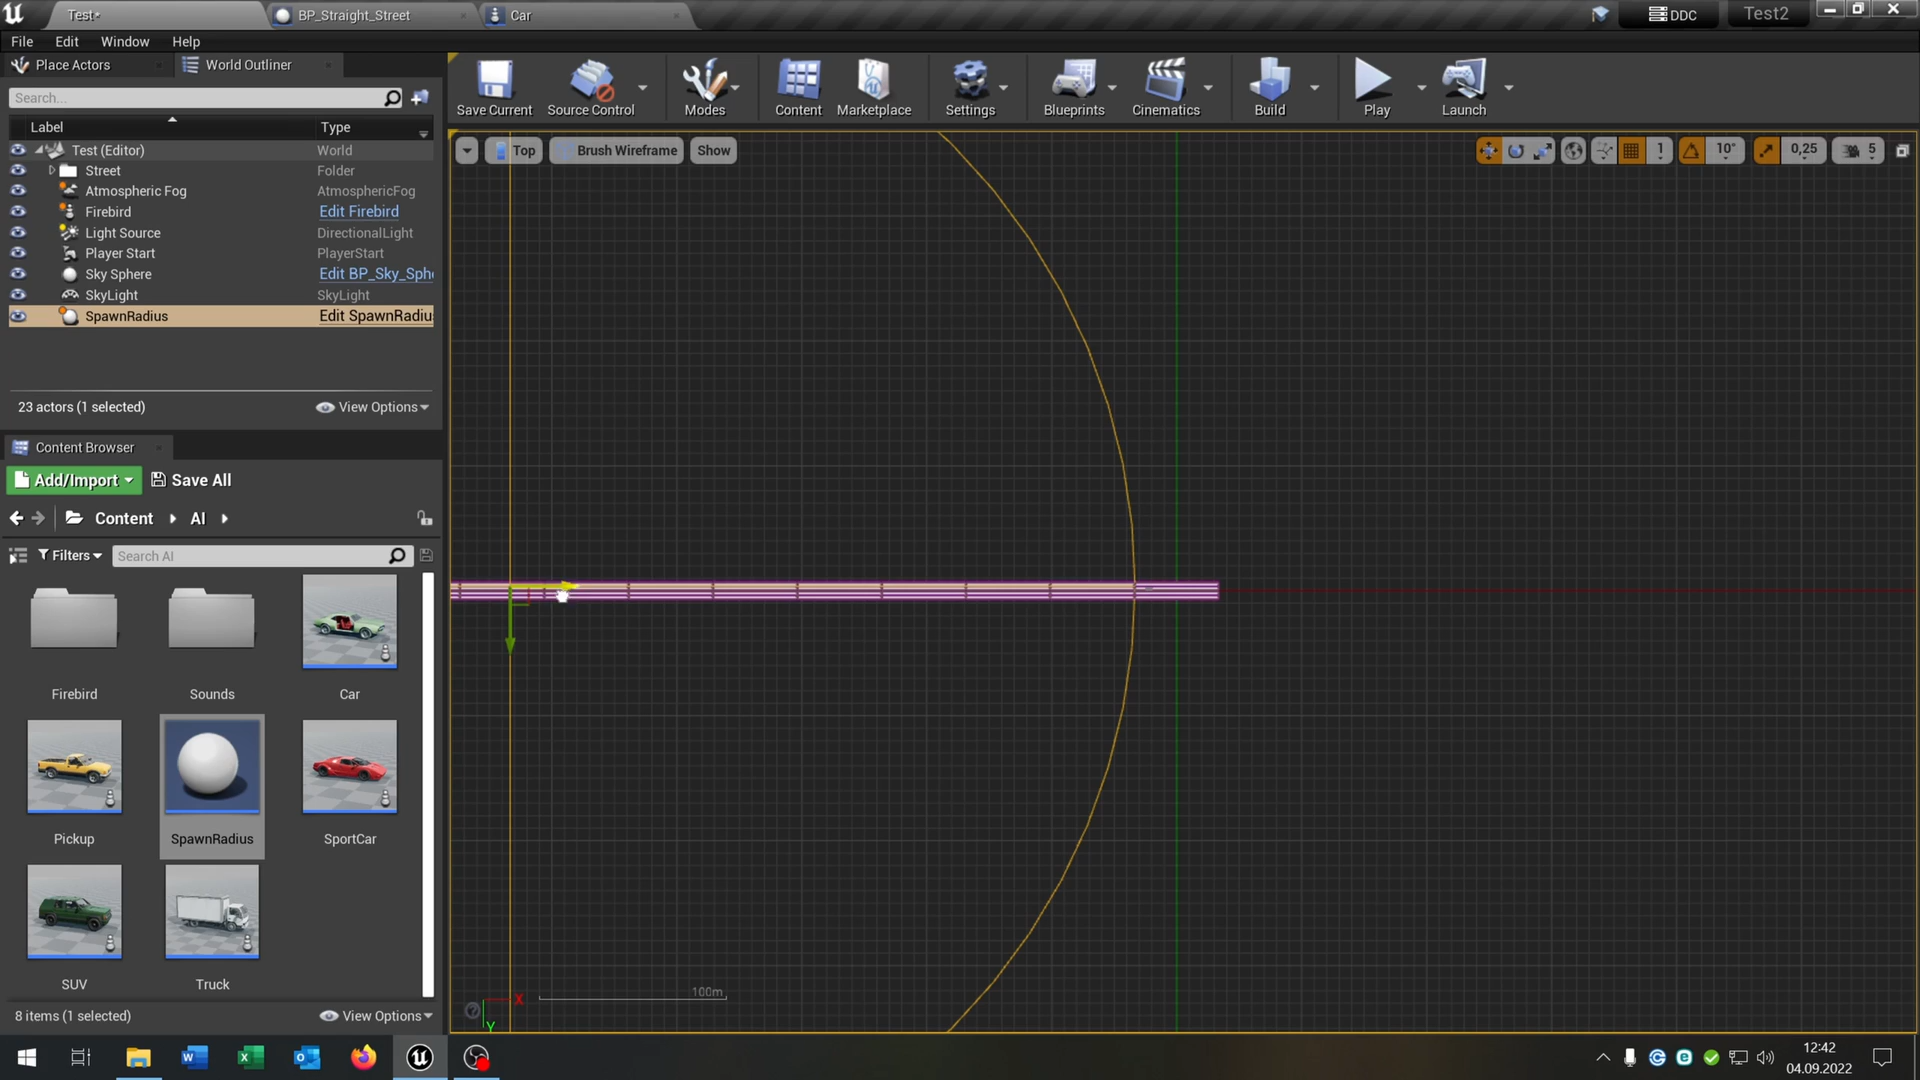 Test*
BP_Straight_Street
Car
DDC
Test2
File
Edit
Window
Help
Place Actors
World Outliner
Search...
Label
Type
Test (Editor)
World
Street
Folder
Atmospheric Fog
AtmosphericFog
Firebird
Edit Firebird
Light Source
DirectionalLight
Player Start
PlayerStart
Sky Sphere
Edit BP_Sky_Sph
SkyLight
SkyLight
SpawnRadius
Edit SpawnRadiu
23 actors (1 selected)
View Options
Save Current
Source Control
Modes
Content
Marketplace
Settings
Blueprints
Cinematics
Build
Play
Launch
Top
Brush Wireframe
Show
1
10°
0,25
5
100m
X
Y
Content Browser
Add/Import
Save All
Content
AI
Filters
Search AI
Firebird
Sounds
Car
Pickup
SpawnRadius
SportCar
SUV
Truck
8 items (1 selected)
View Options
12:42
04.09.2022